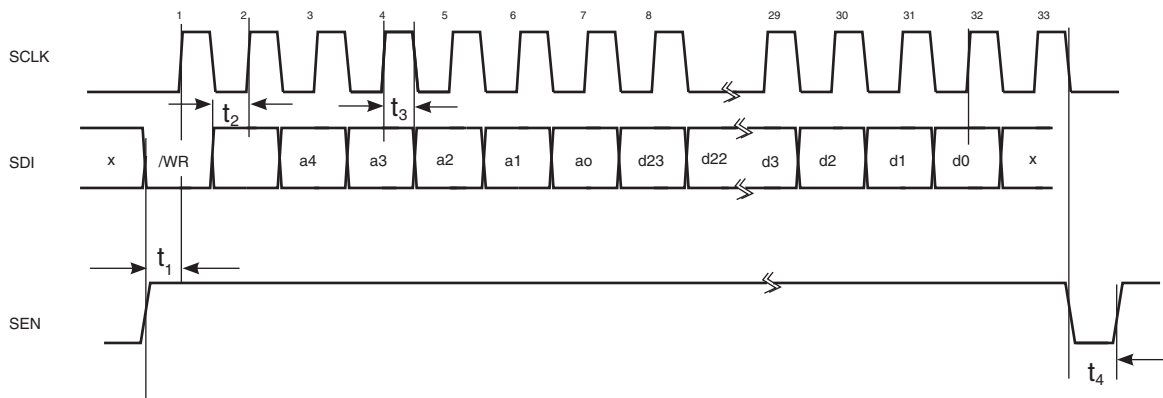 1 2 3 4 5 6 7 8 29 30 31 32 33
SCLK
t2 t3
SDI x /WR a4 a3 a2 a1 ao d23 d22 d3 d2 d1 d0 x
t1
SEN
t4